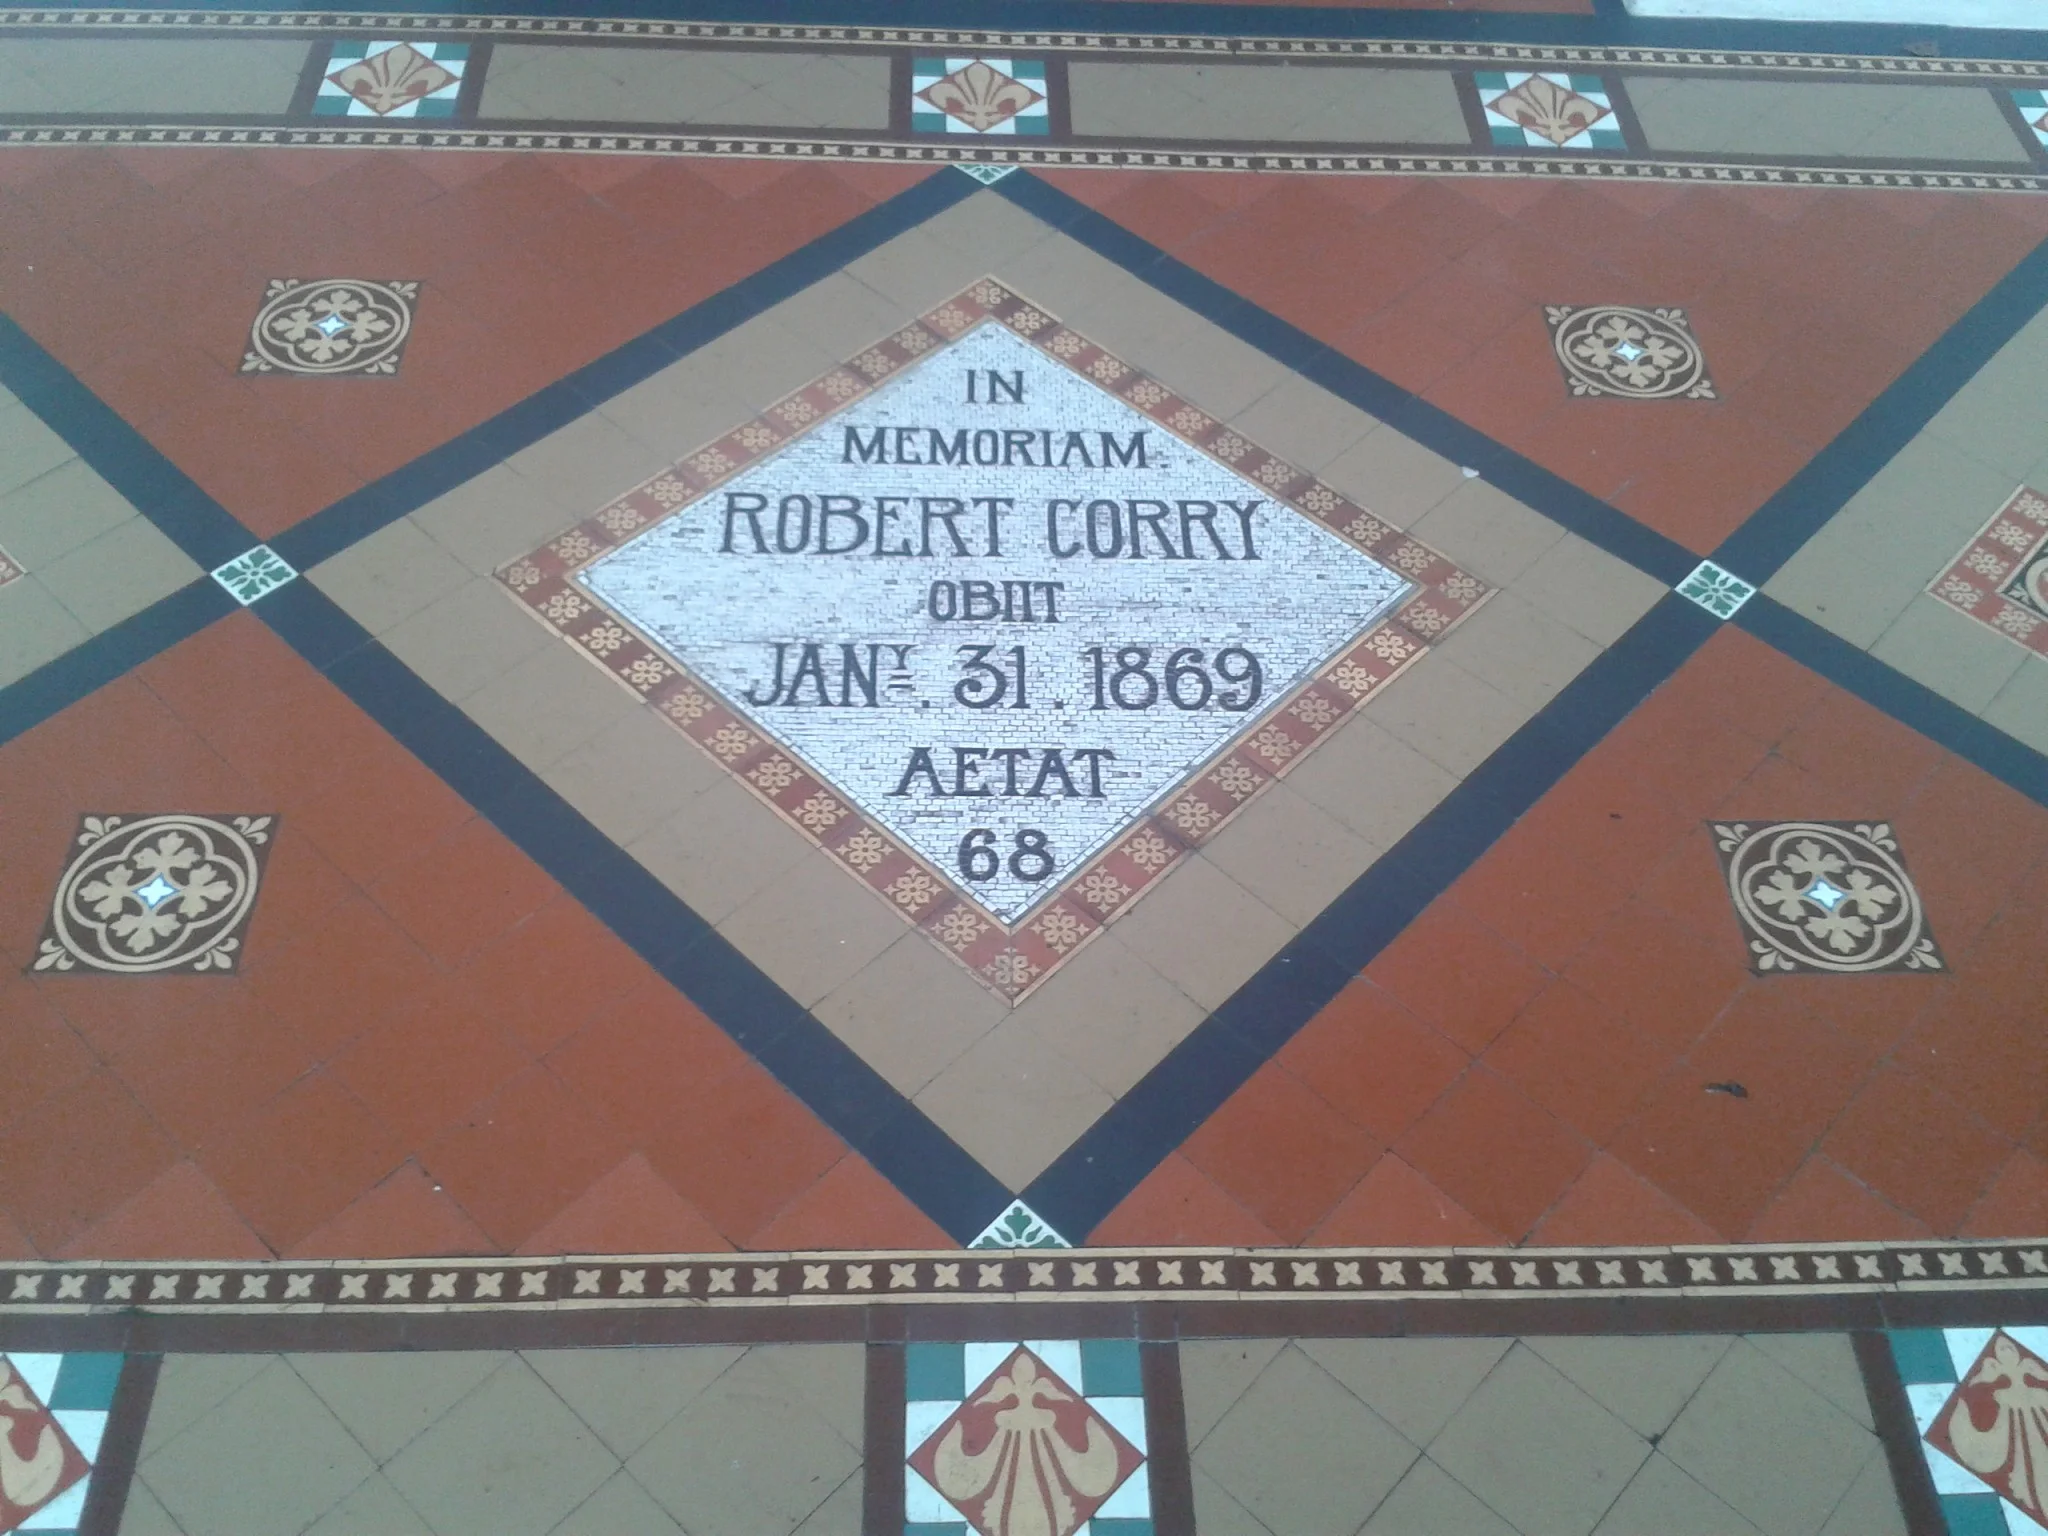 IN
MEMORIAM.
ROBERT CORRY
OBIIT
JANY. 31. 1869
AETAT
68